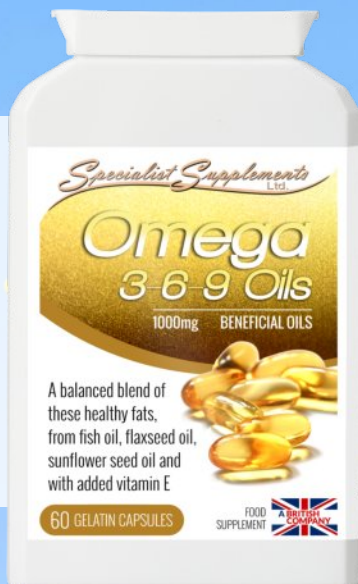 Specialist Supplements
Ltd.
Omega
3-6-9 Oils
1000mg BENEFICIAL OILS
A balanced blend of
these healthy fats,
from fish oil, flaxseed oil,
sunflower seed oil and
with added vitamin E
60 GELATIN CAPSULES
FOOD
SUPPLEMENT
A BRITISH
COMPANY